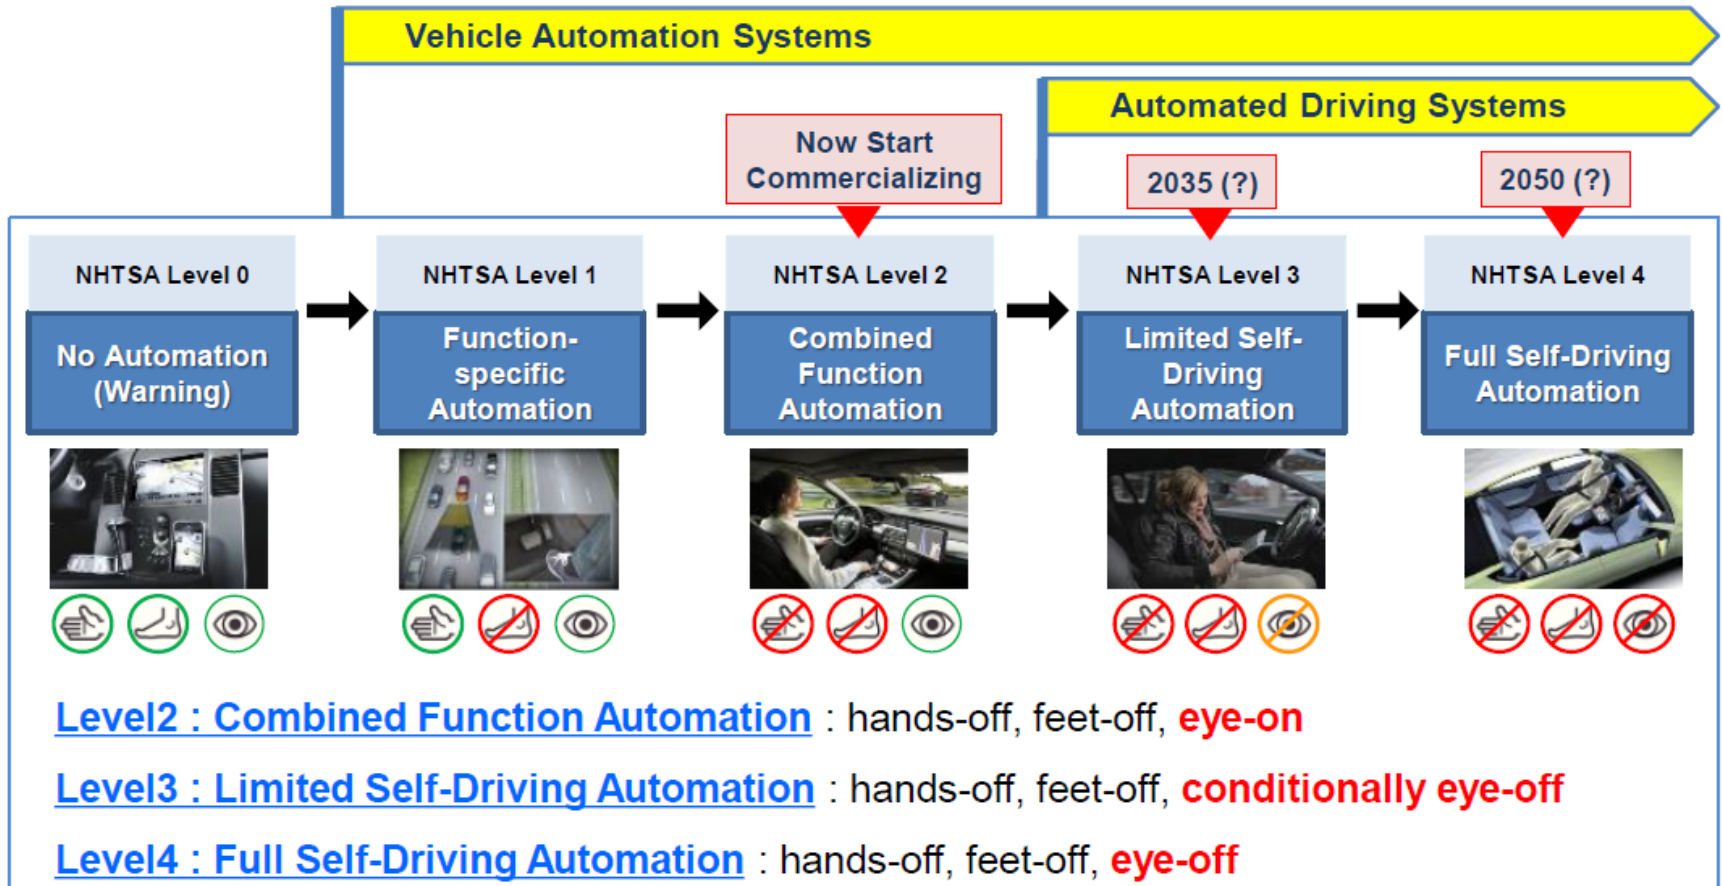 Vehicle Automation Systems
Automated Driving Systems
Now Start
Commercializing
2035 (?)
2050 (?)
NHTSA Level 0
No Automation
(Warning)
NHTSA Level 1
Function-
specific
Automation
NHTSA Level 2
Combined
Function
Automation
NHTSA Level 3
Limited Self-
Driving
Automation
NHTSA Level 4
Full Self-Driving
Automation
Level2 : Combined Function Automation : hands-off, feet-off, eye-on
Level3 : Limited Self-Driving Automation : hands-off, feet-off, conditionally eye-off
Level4 : Full Self-Driving Automation : hands-off, feet-off, eye-off